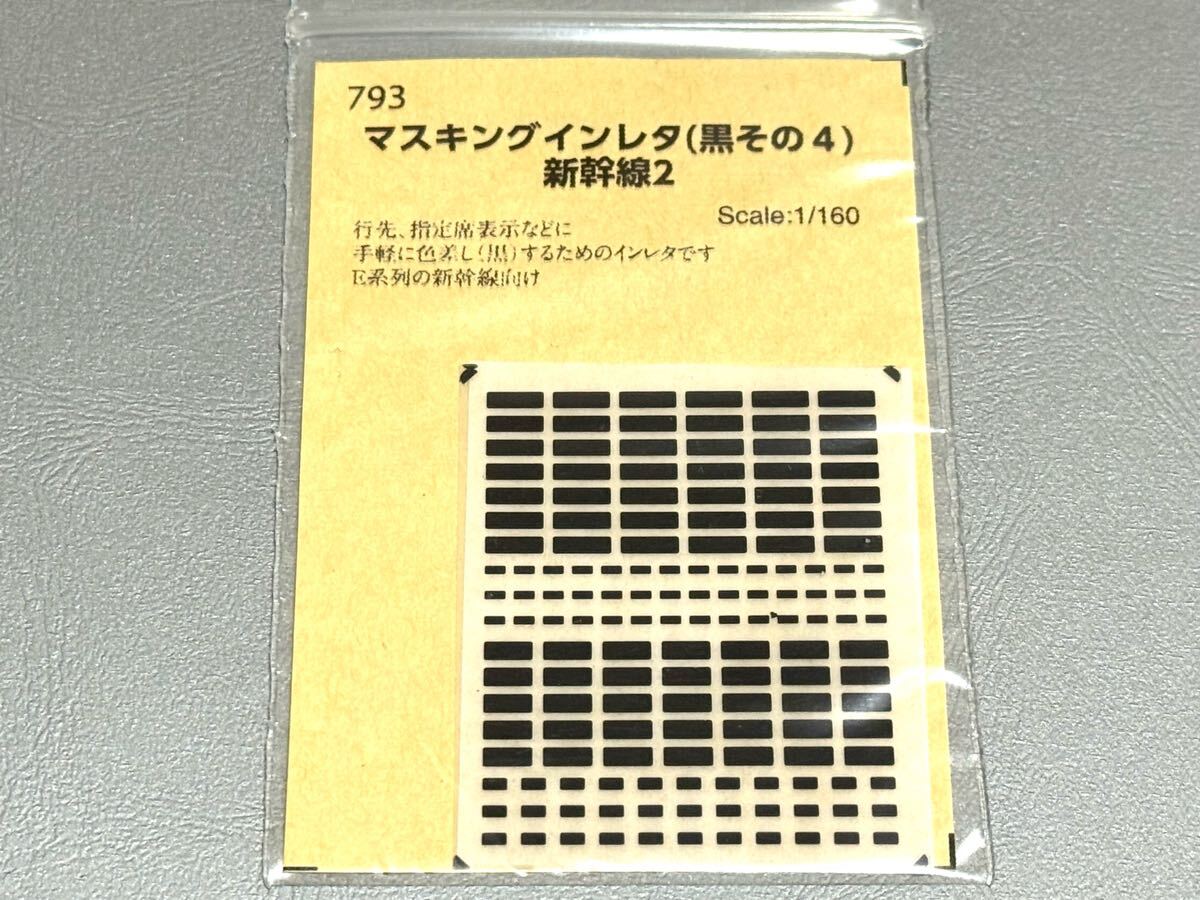 793
マスキングインレタ(黒その4)
新幹線2
Scale:1/160
行先、指定席表示などに
手軽に色差し(黒)するためのインレタです
E系列の新幹線向け